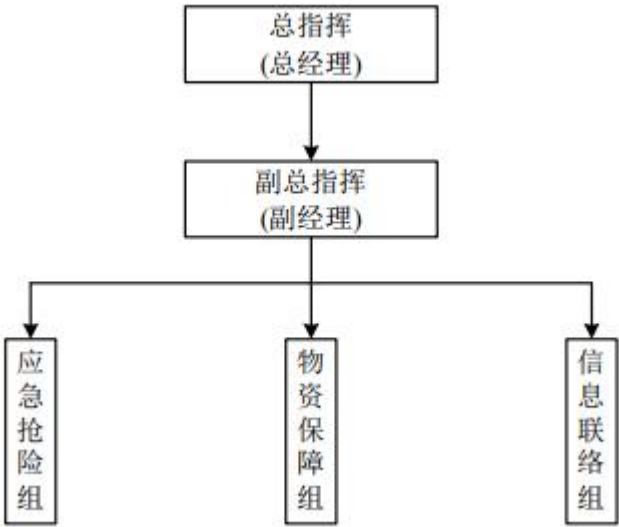 总指挥
(总经理)
副总指挥
(副经理)
应急抢险组
物资保障组
信息联络组